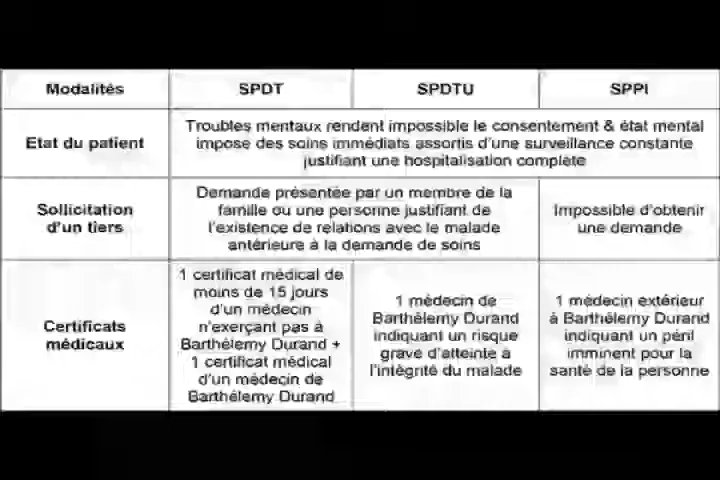 Modalités SPDT SPDTU SPPI
Etat du patient
Troubles mentaux rendent impossible le consentement & état mental
impose des soins immédiats assortis d'une surveillance constante
justifiant une hospitalisation complète
Sollicitation
d'un tiers
Demande présentée par un membre de la
famille ou une personne justifiant de
l'existence de relations avec le malade
antérieure à la demande de soins
Impossible d'obtenir
une demande
Certificats
médicaux
1 certificat médical de
moins de 15 jours
d'un médecin
n'exerçant pas à
Barthélemy Durand +
1 certificat médical
d'un médecin de
Barthélemy Durand
1 médecin de
Barthélemy Durand
indiquant un risque
grave d'atteinte à
l'intégrité du malade
1 médecin extérieur
à Barthélemy Durand
indiquant un péril
imminent pour la
santé de la personne